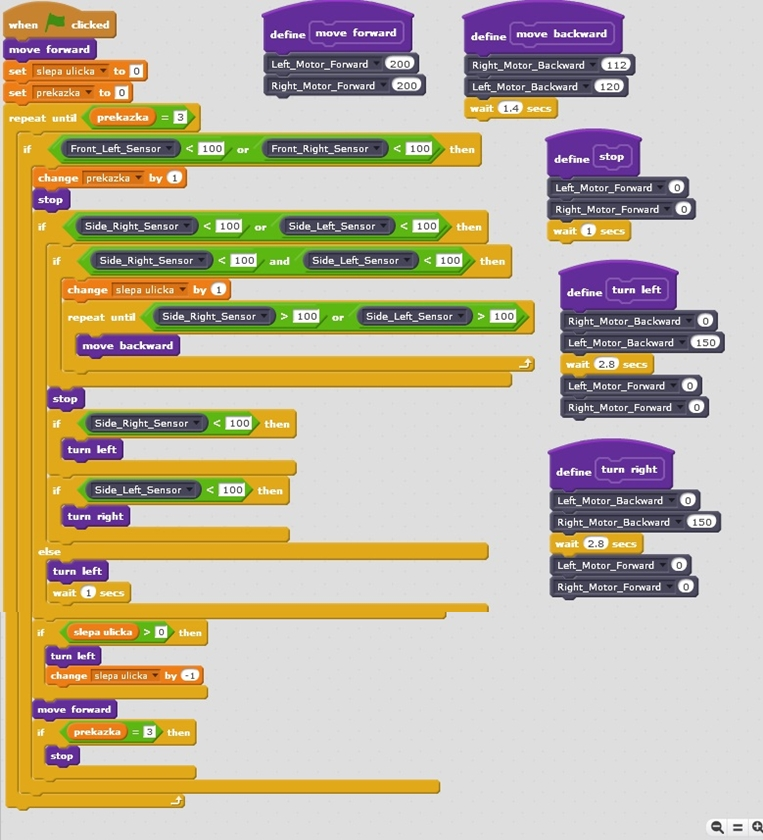 when clicked
move forward
set slepa ulicka to 0
set prekazka to 0
repeat until prekazka = 3
if Front_Left_Sensor < 100 or Front_Right_Sensor < 100 then
change prekazka by 1
stop
if Side_Right_Sensor < 100 or Side_Left_Sensor < 100 then
if Side_Right_Sensor < 100 and Side_Left_Sensor < 100 then
change slepa ulicka by 1
repeat until Side_Right_Sensor > 100 or Side_Left_Sensor > 100
move backward
stop
if Side_Right_Sensor < 100 then
turn left
if Side_Left_Sensor < 100 then
turn right
else
turn left
wait 1 secs
if slepa ulicka > 0 then
turn left
change slepa ulicka by -1
move forward
if prekazka = 3 then
stop
define move forward
Left_Motor_Forward 200
Right_Motor_Forward 200
define move backward
Right_Motor_Backward 112
Left_Motor_Backward 120
wait 1.4 secs
define stop
Left_Motor_Forward 0
Right_Motor_Forward 0
wait 1 secs
define turn left
Right_Motor_Backward 0
Left_Motor_Backward 150
wait 2.8 secs
Left_Motor_Forward 0
Right_Motor_Forward 0
define turn right
Left_Motor_Backward 0
Right_Motor_Backward 150
wait 2.8 secs
Left_Motor_Forward 0
Right_Motor_Forward 0